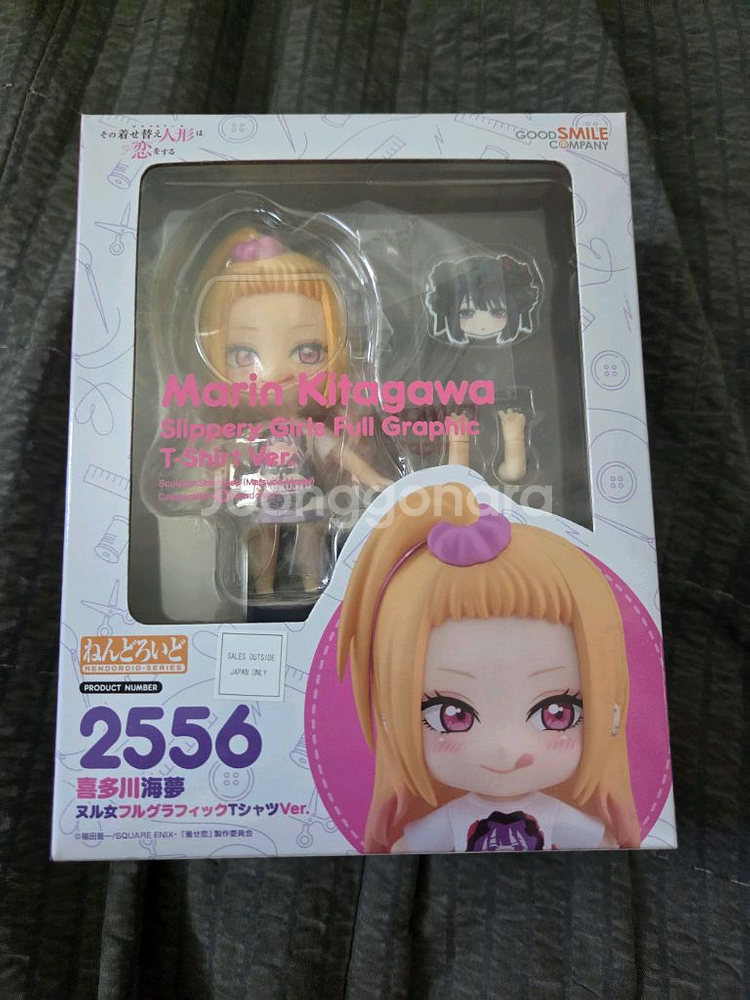 その着せ替え人形は
恋をする
GOOD SMILE
COMPANY
Marin Kitagawa
Slippery Girls Full Graphic
T-Shirt Ver.
Joonggonara
ねんどろいど
NENDOROID-SERIES
SALES OUTSIDE
JAPAN ONLY
PRODUCT NUMBER
2556
喜多川海夢
ヌル女フルグラフィックTシャツVer.
©福田晋一/SQUARE ENIX・「着せ恋」製作委員会